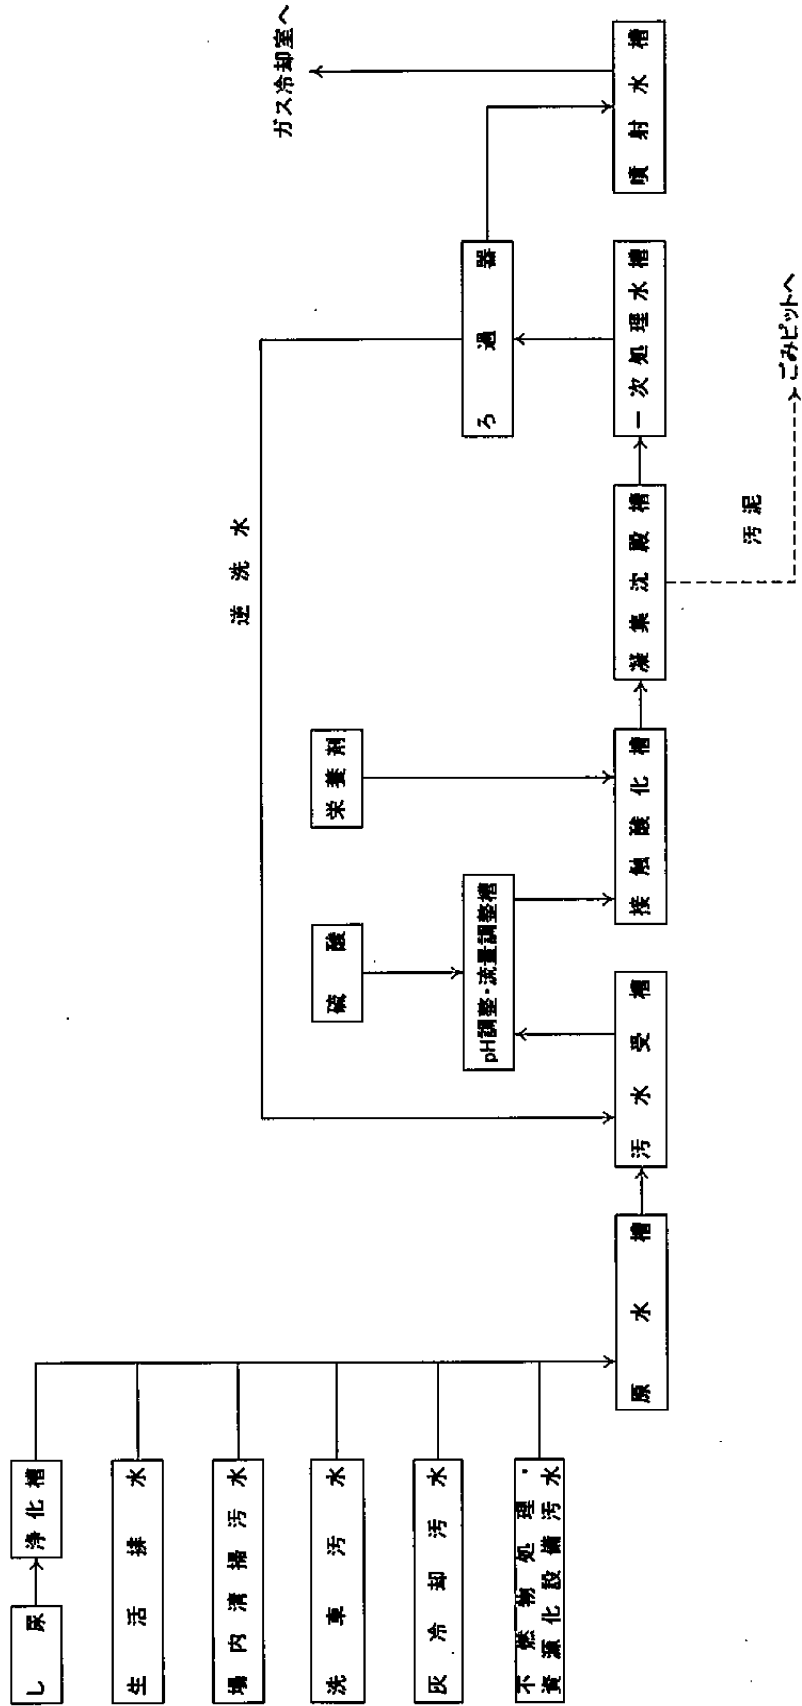 し尿
浄化槽
生活排水
場内清掃汚水
洗車汚水
灰冷却汚水
不燃物処理・
資源化設備汚水
原水槽
汚水受槽
逆洗水
硫酸
pH調整・流量調整槽
栄養剤
接触酸化槽
凝集沈殿槽
汚泥
ごみピットへ
一次処理水槽
ろ過器
噴射水槽
ガス冷却室へ